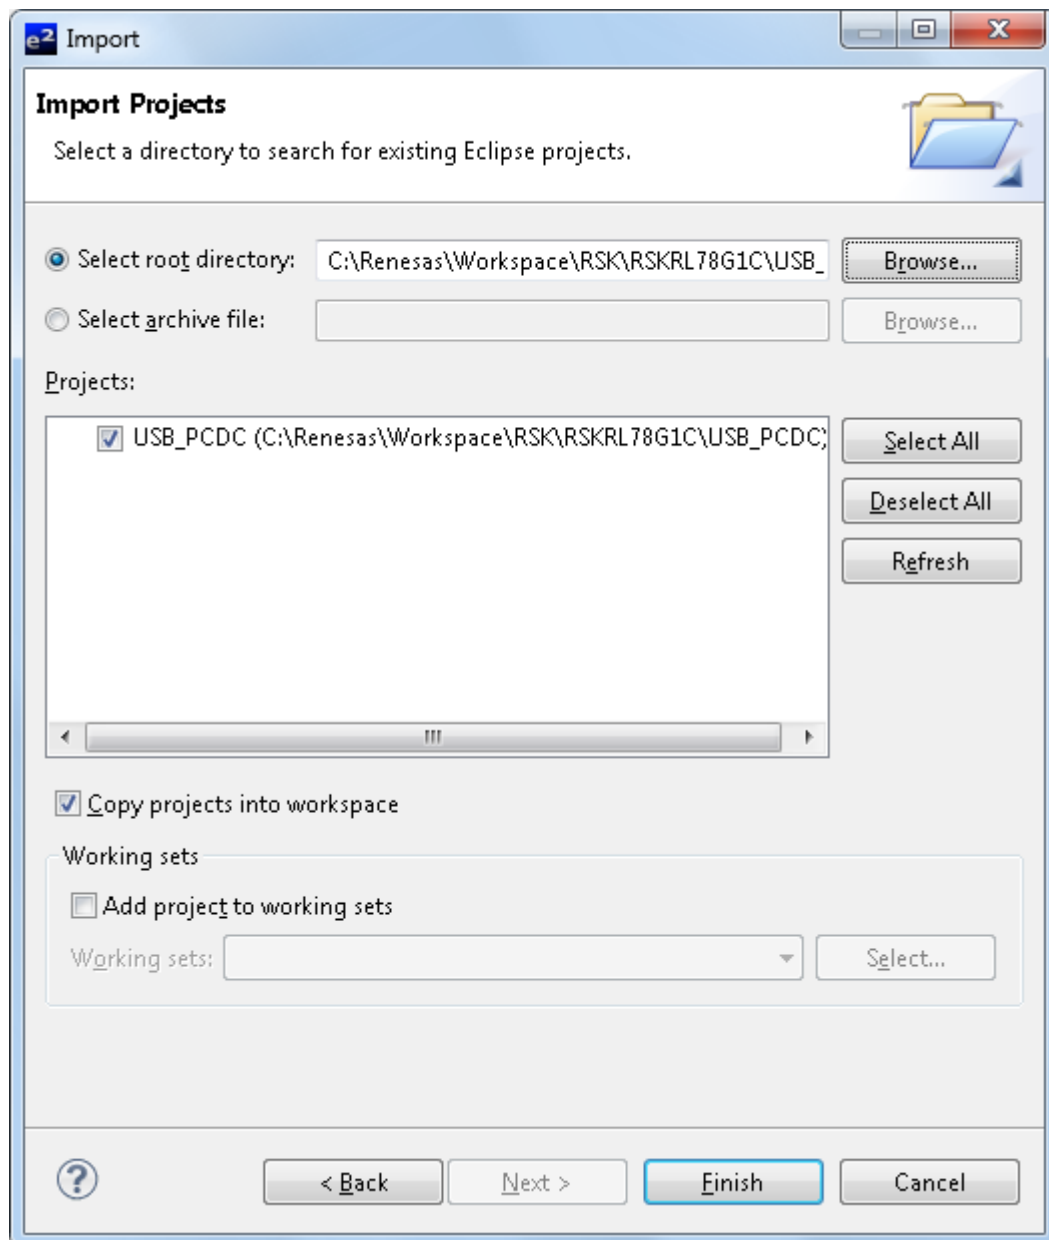 e² Import
Import Projects
Select a directory to search for existing Eclipse projects.
Select root directory: C:\Renesas\Workspace\RSK\RSKRL78G1C\USB_ Browse...
Select archive file: Browse...
Projects:
USB_PCDC (C:\Renesas\Workspace\RSK\RSKRL78G1C\USB_PCDC)
Select All
Deselect All
Refresh
Copy projects into workspace
Working sets
Add project to working sets
Working sets: Select...
< Back Next > Finish Cancel